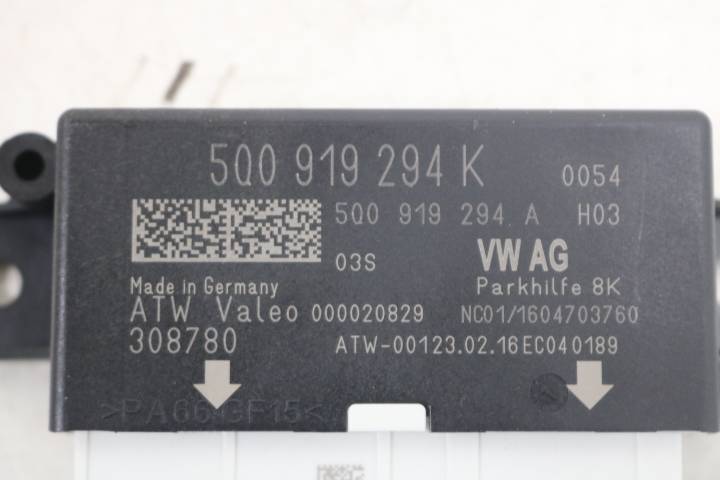 5Q0 919 294 K 0054
5Q0 919 294 A H03
03S VW AG
Made in Germany Parkhilfe 8K
ATW Valeo 000020829 NC01/1604703760
308780 ATW-00123.02.16EC040189
>PA66 GF15<